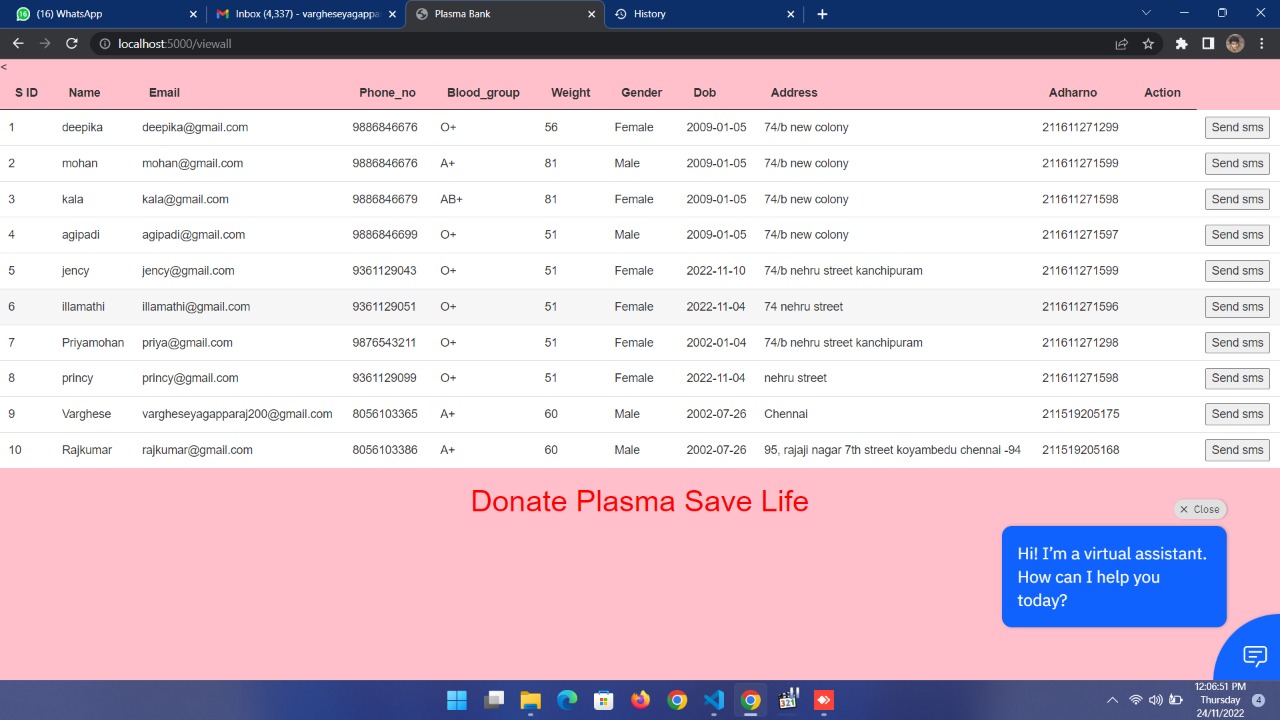 (16) WhatsApp
Inbox (4,337) - vargheseyagappa
Plasma Bank
History
localhost:5000/viewall
<
S ID Name Email Phone_no Blood_group Weight Gender Dob Address Adharno Action
1 deepika deepika@gmail.com 9886846676 O+ 56 Female 2009-01-05 74/b new colony 211611271299 Send sms
2 mohan mohan@gmail.com 9886846676 A+ 81 Male 2009-01-05 74/b new colony 211611271599 Send sms
3 kala kala@gmail.com 9886846679 AB+ 81 Female 2009-01-05 74/b new colony 211611271598 Send sms
4 agipadi agipadi@gmail.com 9886846699 O+ 51 Male 2009-01-05 74/b new colony 211611271597 Send sms
5 jency jency@gmail.com 9361129043 O+ 51 Female 2022-11-10 74/b nehru street kanchipuram 211611271599 Send sms
6 illamathi illamathi@gmail.com 9361129051 O+ 51 Female 2022-11-04 74 nehru street 211611271596 Send sms
7 Priyamohan priya@gmail.com 9876543211 O+ 51 Female 2002-01-04 74/b nehru street kanchipuram 211611271298 Send sms
8 princy princy@gmail.com 9361129099 O+ 51 Female 2022-11-04 nehru street 211611271598 Send sms
9 Varghese vargheseyagapparaj200@gmail.com 8056103365 A+ 60 Male 2002-07-26 Chennai 211519205175 Send sms
10 Rajkumar rajkumar@gmail.com 8056103386 A+ 60 Male 2002-07-26 95, rajaji nagar 7th street koyambedu chennai -94 211519205168 Send sms
Donate Plasma Save Life
Close
Hi! I'm a virtual assistant.
How can I help you
today?
12:06:51 PM
Thursday
24/11/2022
4